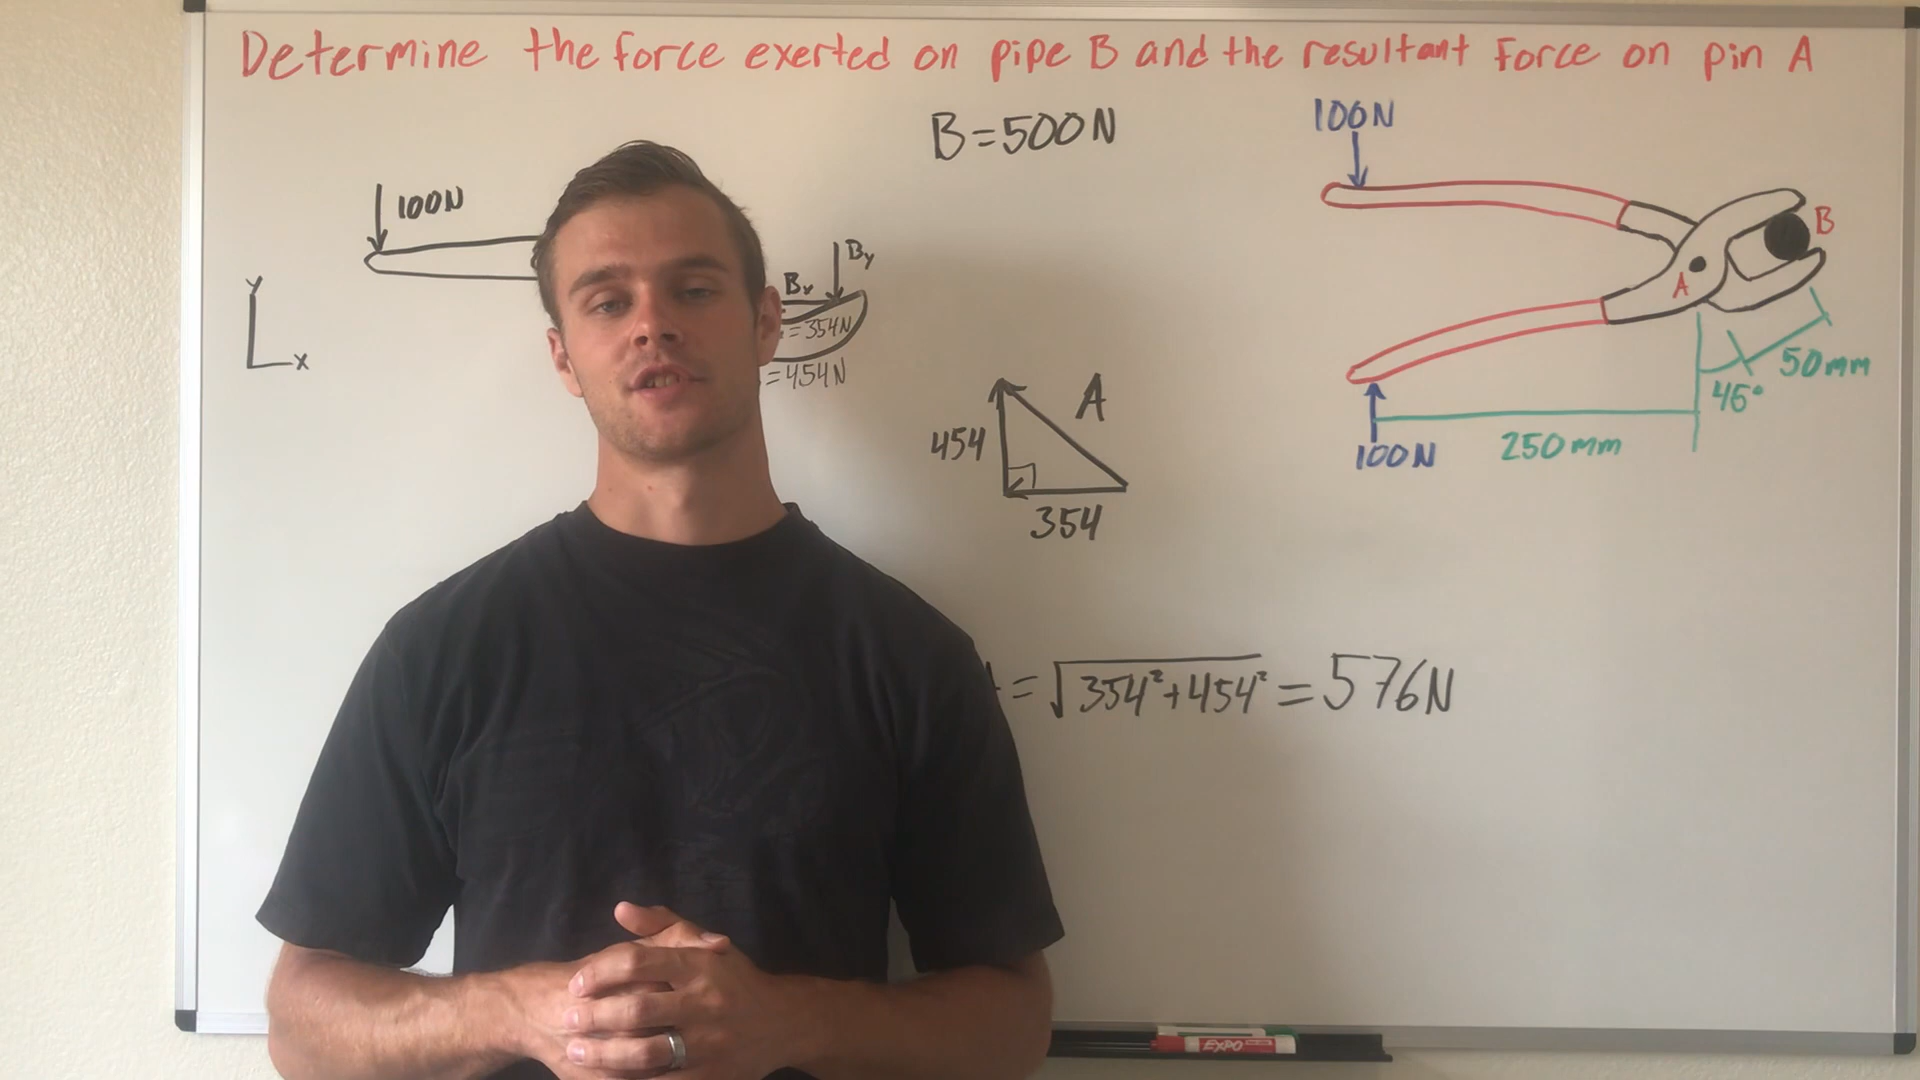 Determine the force exerted on pipe B and the resultant force on pin A
B=500N
100N
100N
By
Bx
B
=354N
A
y
x
50mm
=454N
45°
A
454
250mm
100N
354
=√354²+454² = 576N
EXPO